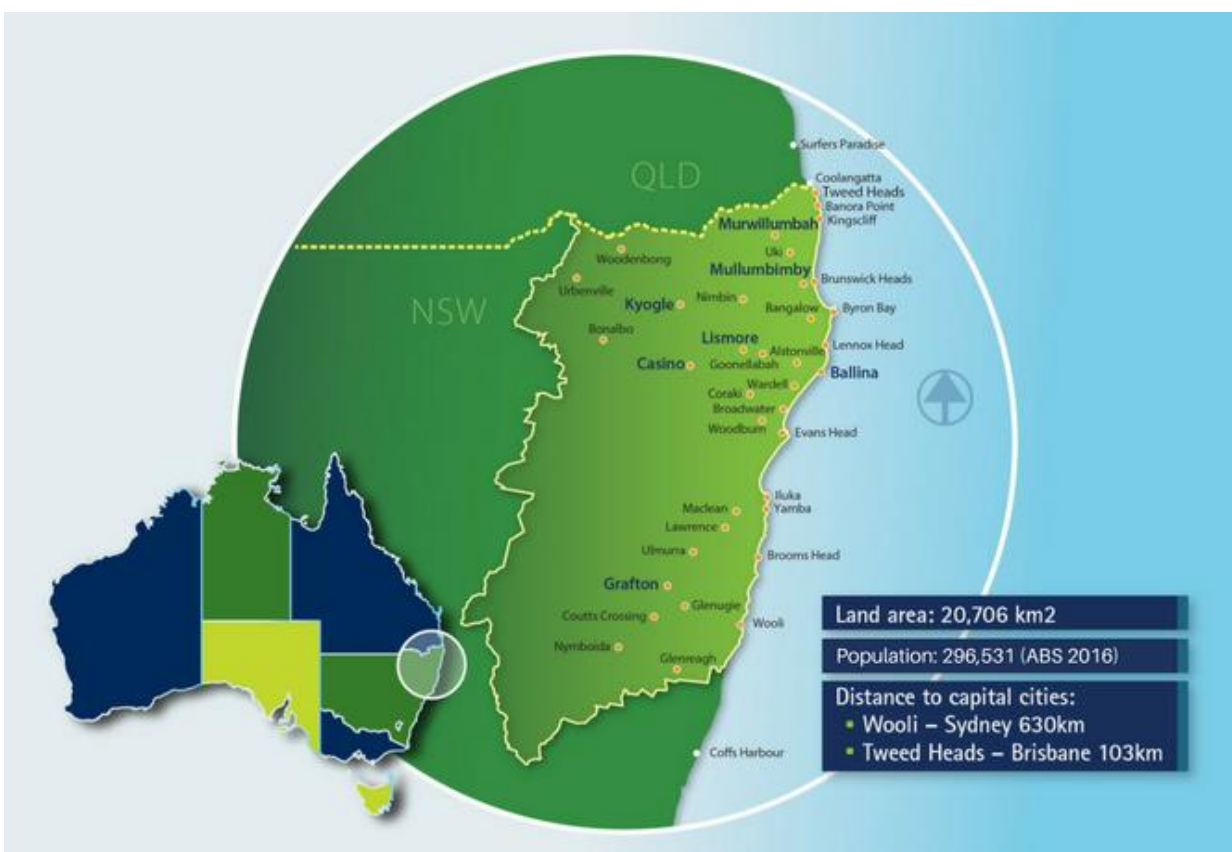 Surfers Paradise
QLD
Coolangatta
Tweed Heads
Banora Point
Kingscliff
Murwillumbah
Uki
Woodenbong
Mullumbimby
Brunswick Heads
Urbenville
Nimbin
Kyogle
NSW
Bangalow
Byron Bay
Bonalbo
Lismore
Alstonville
Lennox Head
Casino
Goonellabah
Ballina
Wardell
Coraki
Broadwater
Woodburn
Evans Head
Iluka
Maclean
Yamba
Lawrence
Ulmurra
Brooms Head
Grafton
Glenugie
Coutts Crossing
Wooli
Nymboida
Glenreagh
Coffs Harbour
Land area: 20,706 km2
Population: 296,531 (ABS 2016)
Distance to capital cities:
Wooli – Sydney 630km
Tweed Heads – Brisbane 103km